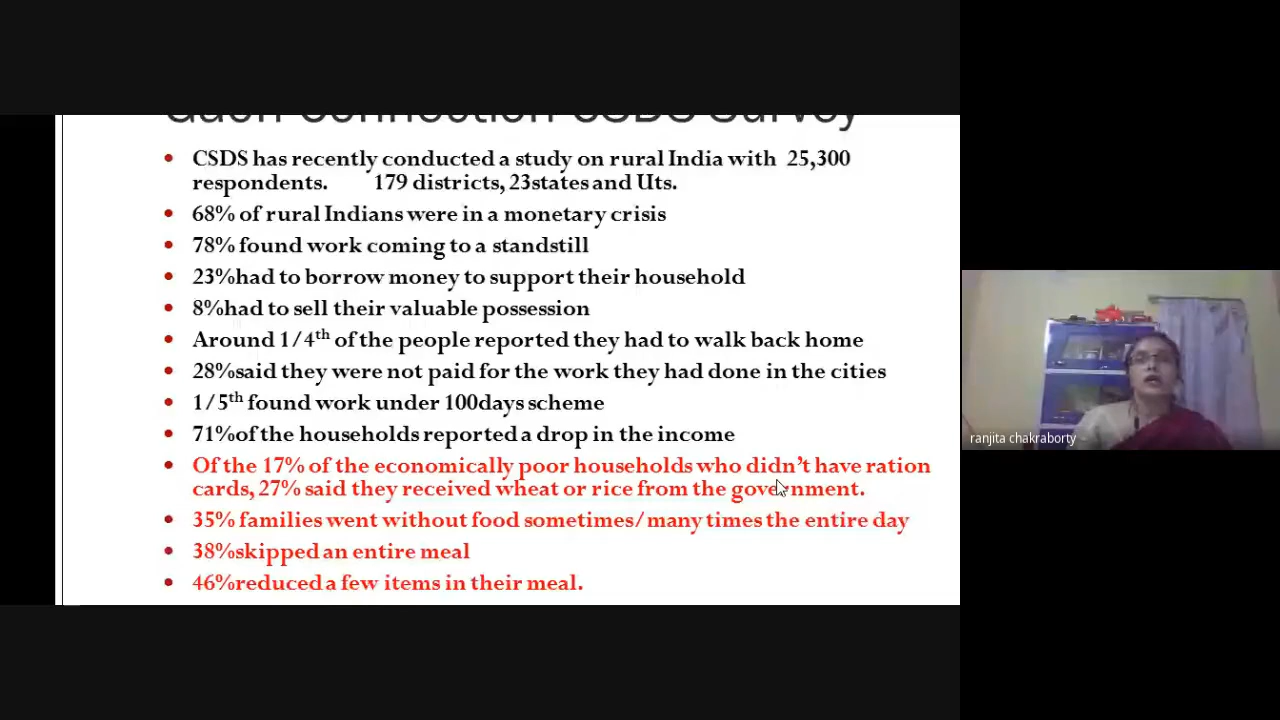 Gaon Connection CSDS Survey
CSDS has recently conducted a study on rural India with 25,300
respondents. 179 districts, 23states and Uts.
68% of rural Indians were in a monetary crisis
78% found work coming to a standstill
23%had to borrow money to support their household
8%had to sell their valuable possession
Around 1/4th of the people reported they had to walk back home
28%said they were not paid for the work they had done in the cities
1/5th found work under 100days scheme
71%of the households reported a drop in the income
Of the 17% of the economically poor households who didn't have ration
cards, 27% said they received wheat or rice from the government.
35% families went without food sometimes/many times the entire day
38%skipped an entire meal
46%reduced a few items in their meal.
ranjita chakraborty